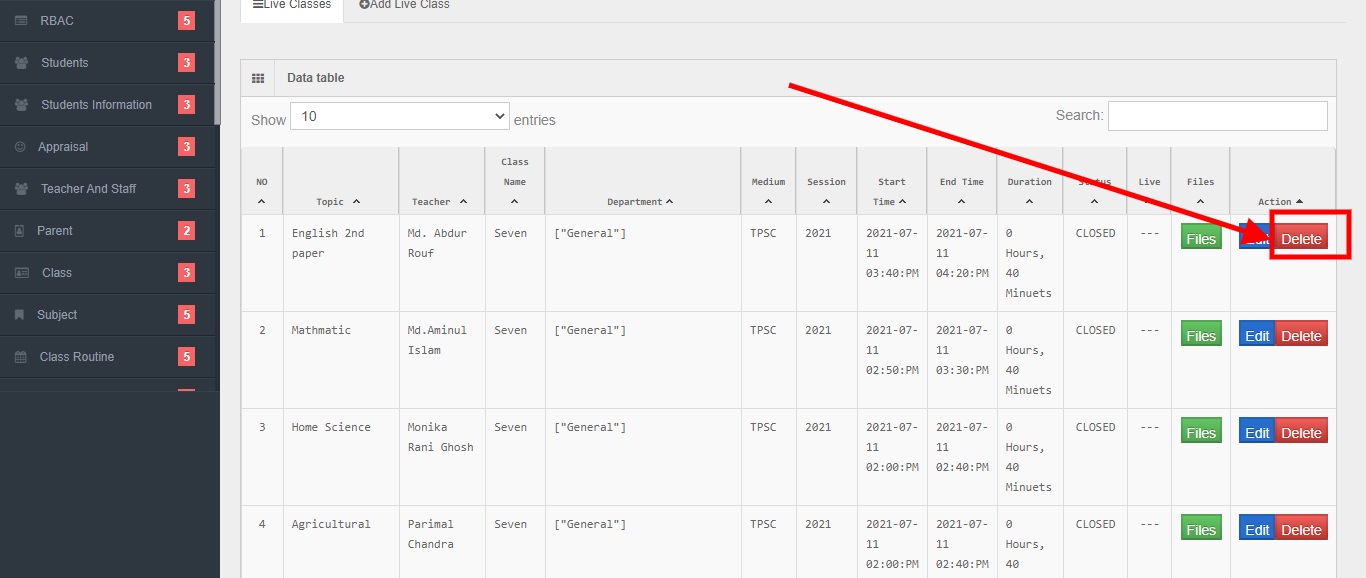 Live Classes
Add Live Class
RBAC 5
Students 3
Students Information 3
Appraisal 3
Teacher And Staff 3
Parent 2
Class 3
Subject 5
Class Routine 5
Data table
Show 10 entries
Search:
NO Topic Teacher Class Name Department Medium Session Start Time End Time Duration Status Live Files Action
1 English 2nd Md. Abdur Seven ["General"] TPSC 2021 2021-07- 2021-07- 0 CLOSED --- Files Edit Delete
paper Rouf 11 11 Hours,
03:40:PM 04:20:PM 40
Minuets
2 Mathmatic Md.Aminul Seven ["General"] TPSC 2021 2021-07- 2021-07- 0 CLOSED --- Files Edit Delete
Islam 11 11 Hours,
02:50:PM 03:30:PM 40
Minuets
3 Home Science Monika Seven ["General"] TPSC 2021 2021-07- 2021-07- 0 CLOSED --- Files Edit Delete
Rani Ghosh 11 11 Hours,
02:00:PM 02:40:PM 40
Minuets
4 Agricultural Parimal Seven ["General"] TPSC 2021 2021-07- 2021-07- 0 CLOSED --- Files Edit Delete
Chandra 11 11 Hours,
02:00:PM 02:40:PM 40